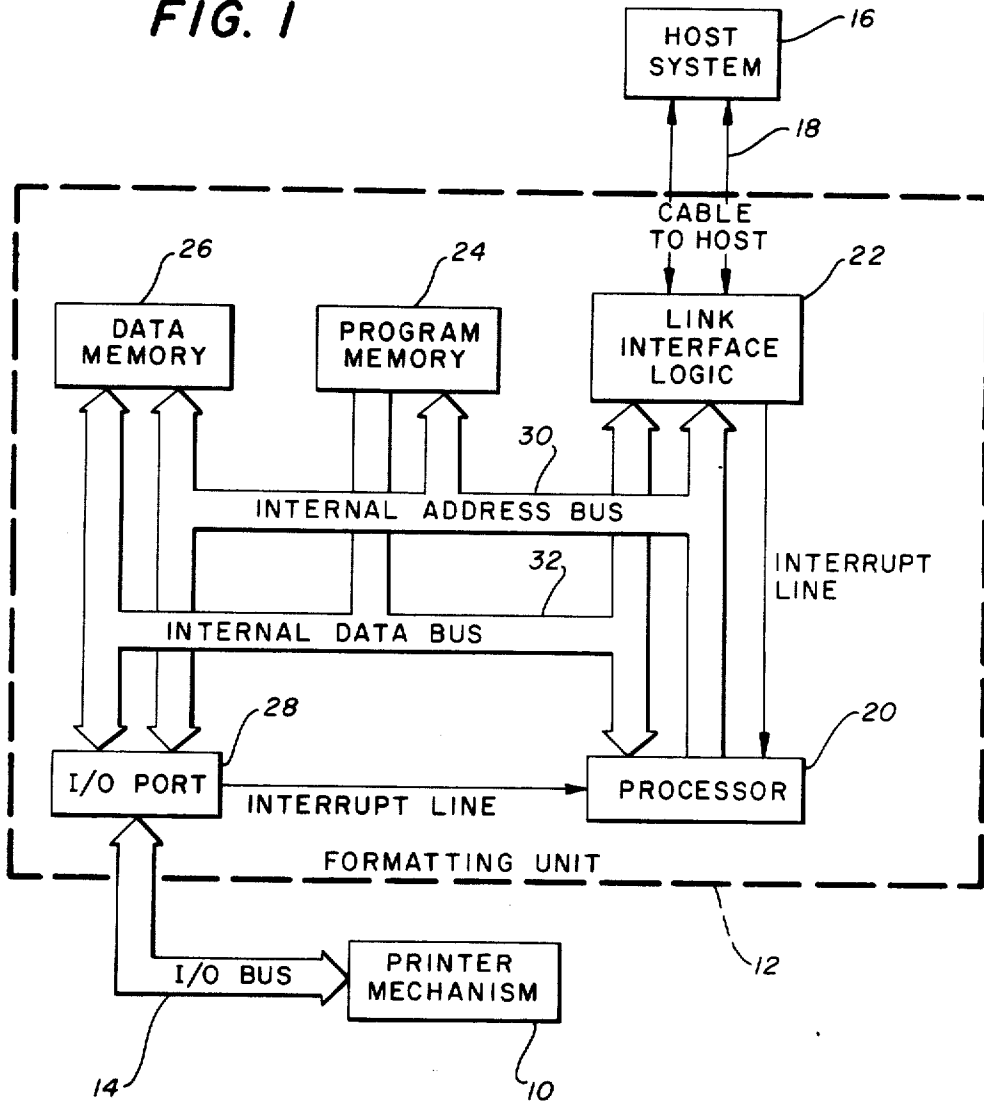 FIG. 1
HOST
SYSTEM
16
18
CABLE
TO HOST
26
24
22
DATA
MEMORY
PROGRAM
MEMORY
LINK
INTERFACE
LOGIC
30
INTERNAL ADDRESS BUS
32
INTERRUPT
LINE
INTERNAL DATA BUS
28
20
I/O PORT
INTERRUPT LINE
PROCESSOR
FORMATTING UNIT
12
I/O BUS
PRINTER
MECHANISM
14
10